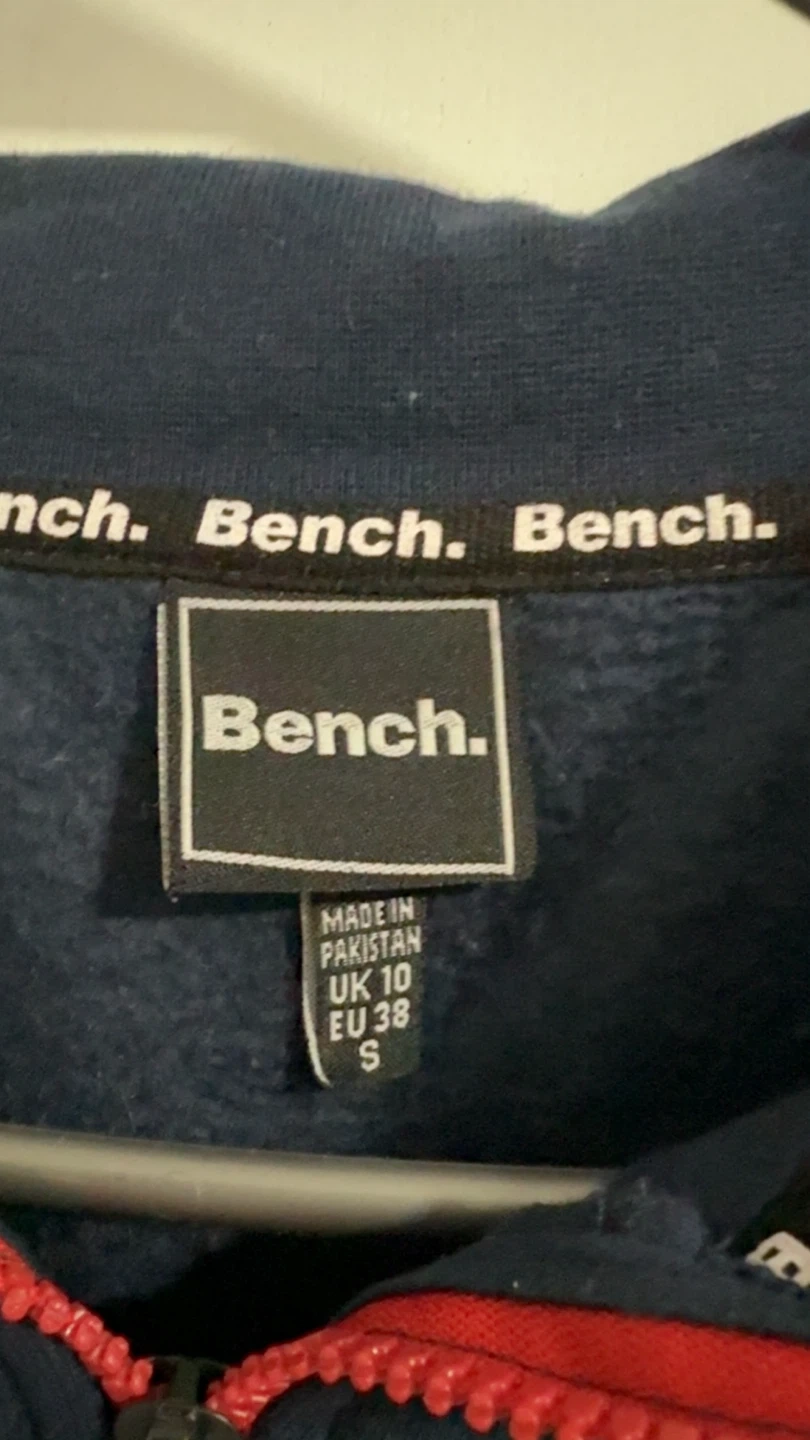 nch. Bench. Bench.
Bench.
MADE IN
PAKISTAN
UK 10
EU 38
S